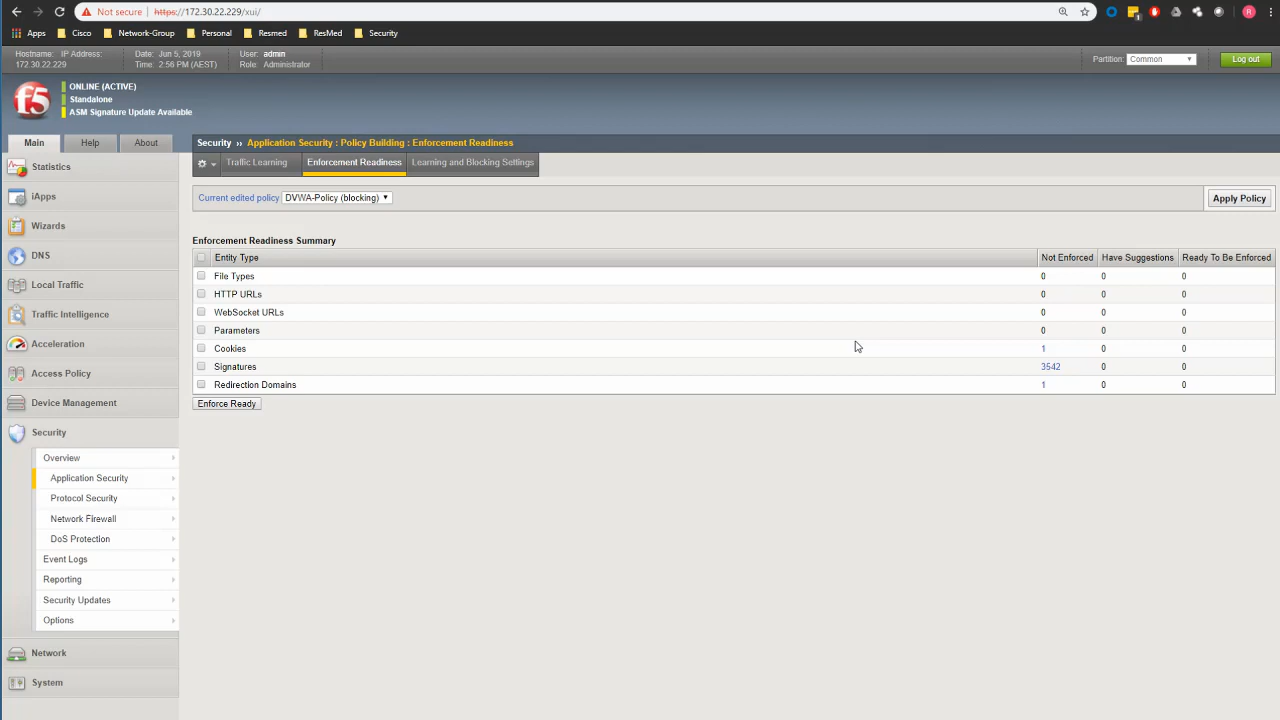 Not secure | https://172.30.22.229/xui/
Apps Cisco Network-Group Personal Resmed ResMed Security
Hostname: IP Address: Date: Jun 5, 2019 User: admin
172.30.22.229 Time: 2:56 PM (AEST) Role: Administrator
Partition: Common Log out
f5
ONLINE (ACTIVE)
Standalone
ASM Signature Update Available
Main Help About
Security ›› Application Security : Policy Building : Enforcement Readiness
Traffic Learning Enforcement Readiness Learning and Blocking Settings
Current edited policy DVWA-Policy (blocking) Apply Policy
Statistics
iApps
Wizards
DNS
Local Traffic
Traffic Intelligence
Acceleration
Access Policy
Device Management
Security
Overview
Application Security
Protocol Security
Network Firewall
DoS Protection
Event Logs
Reporting
Security Updates
Options
Network
System
Enforcement Readiness Summary
Entity Type Not Enforced Have Suggestions Ready To Be Enforced
File Types 0 0 0
HTTP URLs 0 0 0
WebSocket URLs 0 0 0
Parameters 0 0 0
Cookies 1 0 0
Signatures 3542 0 0
Redirection Domains 1 0 0
Enforce Ready